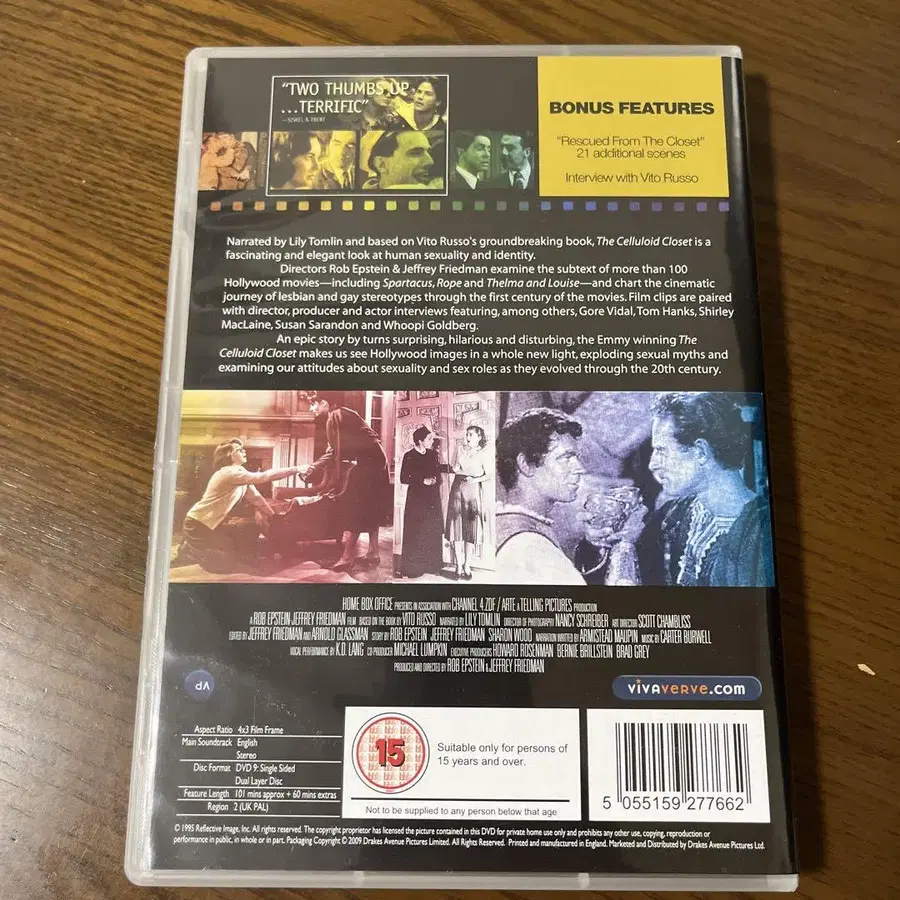 "TWO THUMBS UP
...TERRIFIC"
—SISKEL & EBERT
BONUS FEATURES
"Rescued From The Closet"
21 additional scenes
Interview with Vito Russo
Narrated by Lily Tomlin and based on Vito Russo's groundbreaking book, The Celluloid Closet is a
fascinating and elegant look at human sexuality and identity.
Directors Rob Epstein & Jeffrey Friedman examine the subtext of more than 100
Hollywood movies—including Spartacus, Rope and Thelma and Louise—and chart the cinematic
journey of lesbian and gay stereotypes through the first century of the movies. Film clips are paired
with director, producer and actor interviews featuring, among others, Gore Vidal, Tom Hanks, Shirley
MacLaine, Susan Sarandon and Whoopi Goldberg.
An epic story by turns surprising, hilarious and disturbing, the Emmy winning The
Celluloid Closet makes us see Hollywood images in a whole new light, exploding sexual myths and
examining our attitudes about sexuality and sex roles as they evolved through the 20th century.
HOME BOX OFFICE PRESENTS IN ASSOCIATION WITH CHANNEL 4, ZDF / ARTE A TELLING PICTURES PRODUCTION
A ROB EPSTEIN JEFFREY FRIEDMAN FILM BASED ON THE BOOK BY VITO RUSSO NARRATED BY LILY TOMLIN DIRECTOR OF PHOTOGRAPHY NANCY SCHREIBER ART DIRECTOR SCOTT CHAMBLISS
EDITED BY JEFFREY FRIEDMAN AND ARNOLD GLASSMAN STORY BY ROB EPSTEIN JEFFREY FRIEDMAN SHARON WOOD NARRATION WRITTEN BY ARMISTEAD MAUPIN MUSIC BY CARTER BURWELL
VOCAL PERFORMANCE BY K.D. LANG CO PRODUCER MICHAEL LUMPKIN EXECUTIVE PRODUCERS HOWARD ROSENMAN BERNIE BRILLSTEIN BRAD GREY
PRODUCED AND DIRECTED BY ROB EPSTEIN & JEFFREY FRIEDMAN
vivaverve.com
Aspect Ratio 4x3 Film Frame
Main Soundtrack English
Stereo
Disc Format DVD 9: Single Sided
Dual Layer Disc
Feature Length 101 mins approx + 60 mins extras
Region 2 (UK PAL)
15
Suitable only for persons of
15 years and over.
Not to be supplied to any person below that age
5 055159 277662
© 1995 Reflective Image, Inc. All rights reserved. The copyright proprietor has licensed the picture contained in this DVD for private home use only and prohibits any other use, copying, reproduction or
performance in public, in whole or in part. Packaging Copyright © 2009 Drakes Avenue Pictures Limited. All Rights Reserved. Printed and manufactured in England. Marketed and Distributed by Drakes Avenue Pictures Ltd.